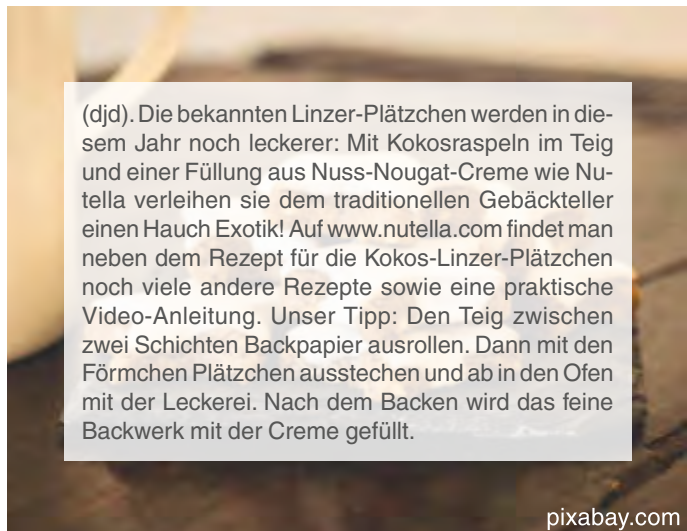 (djd). Die bekannten Linzer-Plätzchen werden in die-
sem Jahr noch leckerer: Mit Kokosraspeln im Teig
und einer Füllung aus Nuss-Nougat-Creme wie Nu-
tella verleihen sie dem traditionellen Gebäckteller
einen Hauch Exotik! Auf www.nutella.com findet man
neben dem Rezept für die Kokos-Linzer-Plätzchen
noch viele andere Rezepte sowie eine praktische
Video-Anleitung. Unser Tipp: Den Teig zwischen
zwei Schichten Backpapier ausrollen. Dann mit den
Förmchen Plätzchen ausstechen und ab in den Ofen
mit der Leckerei. Nach dem Backen wird das feine
Backwerk mit der Creme gefüllt.
pixabay.com